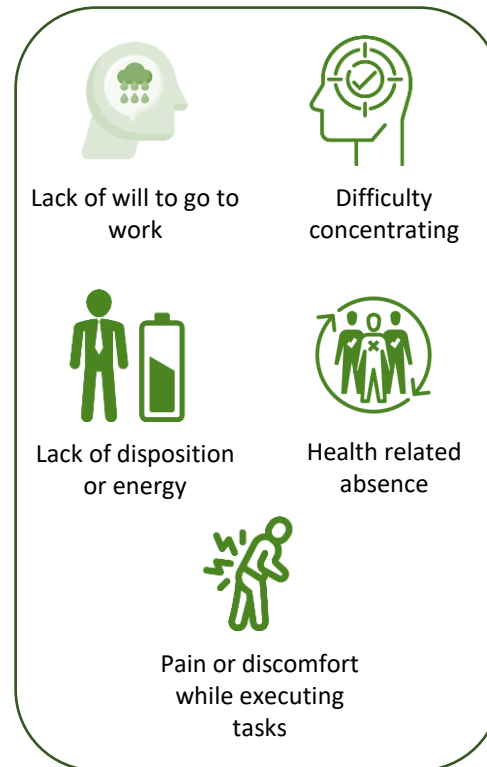 Lack of will to go to
work
Difficulty
concentrating
Lack of disposition
or energy
Health related
absence
Pain or discomfort
while executing
tasks